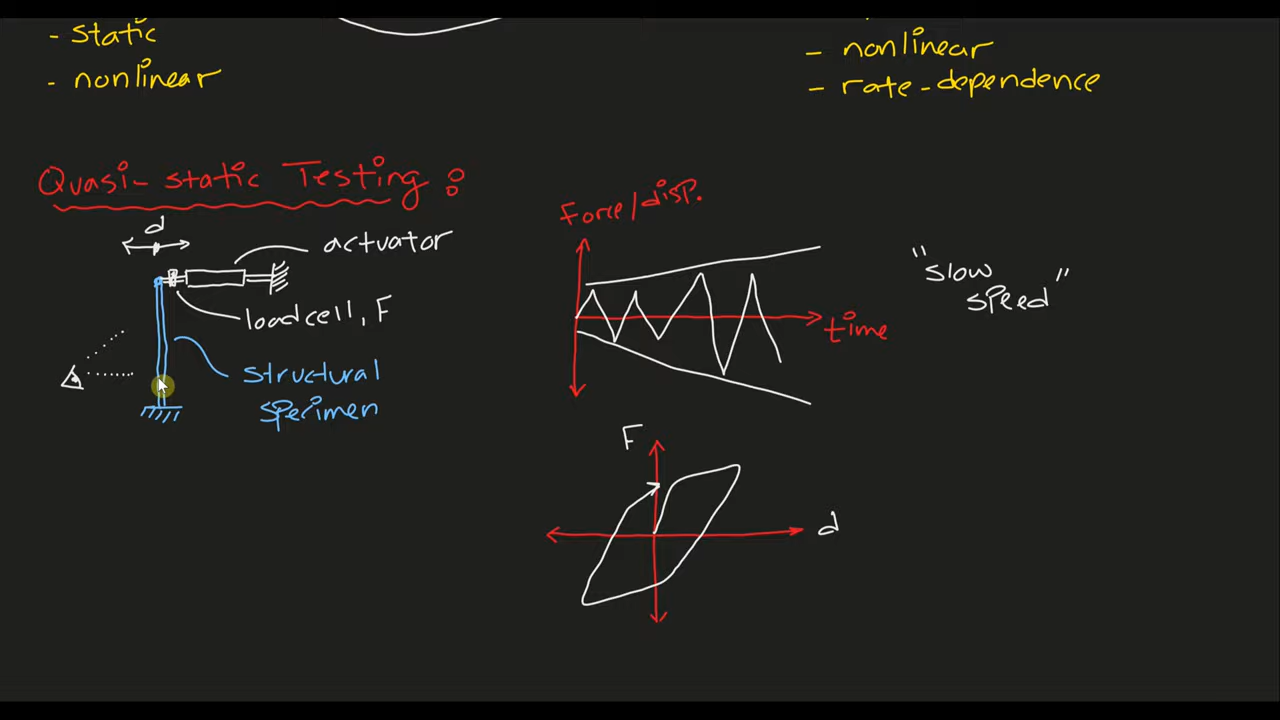 - static
- nonlinear
- nonlinear
- rate-dependence
Quasi-static Testing :
d
actuator
loadcell, F
structural
specimen
Force/disp.
time
"slow
speed"
F
d